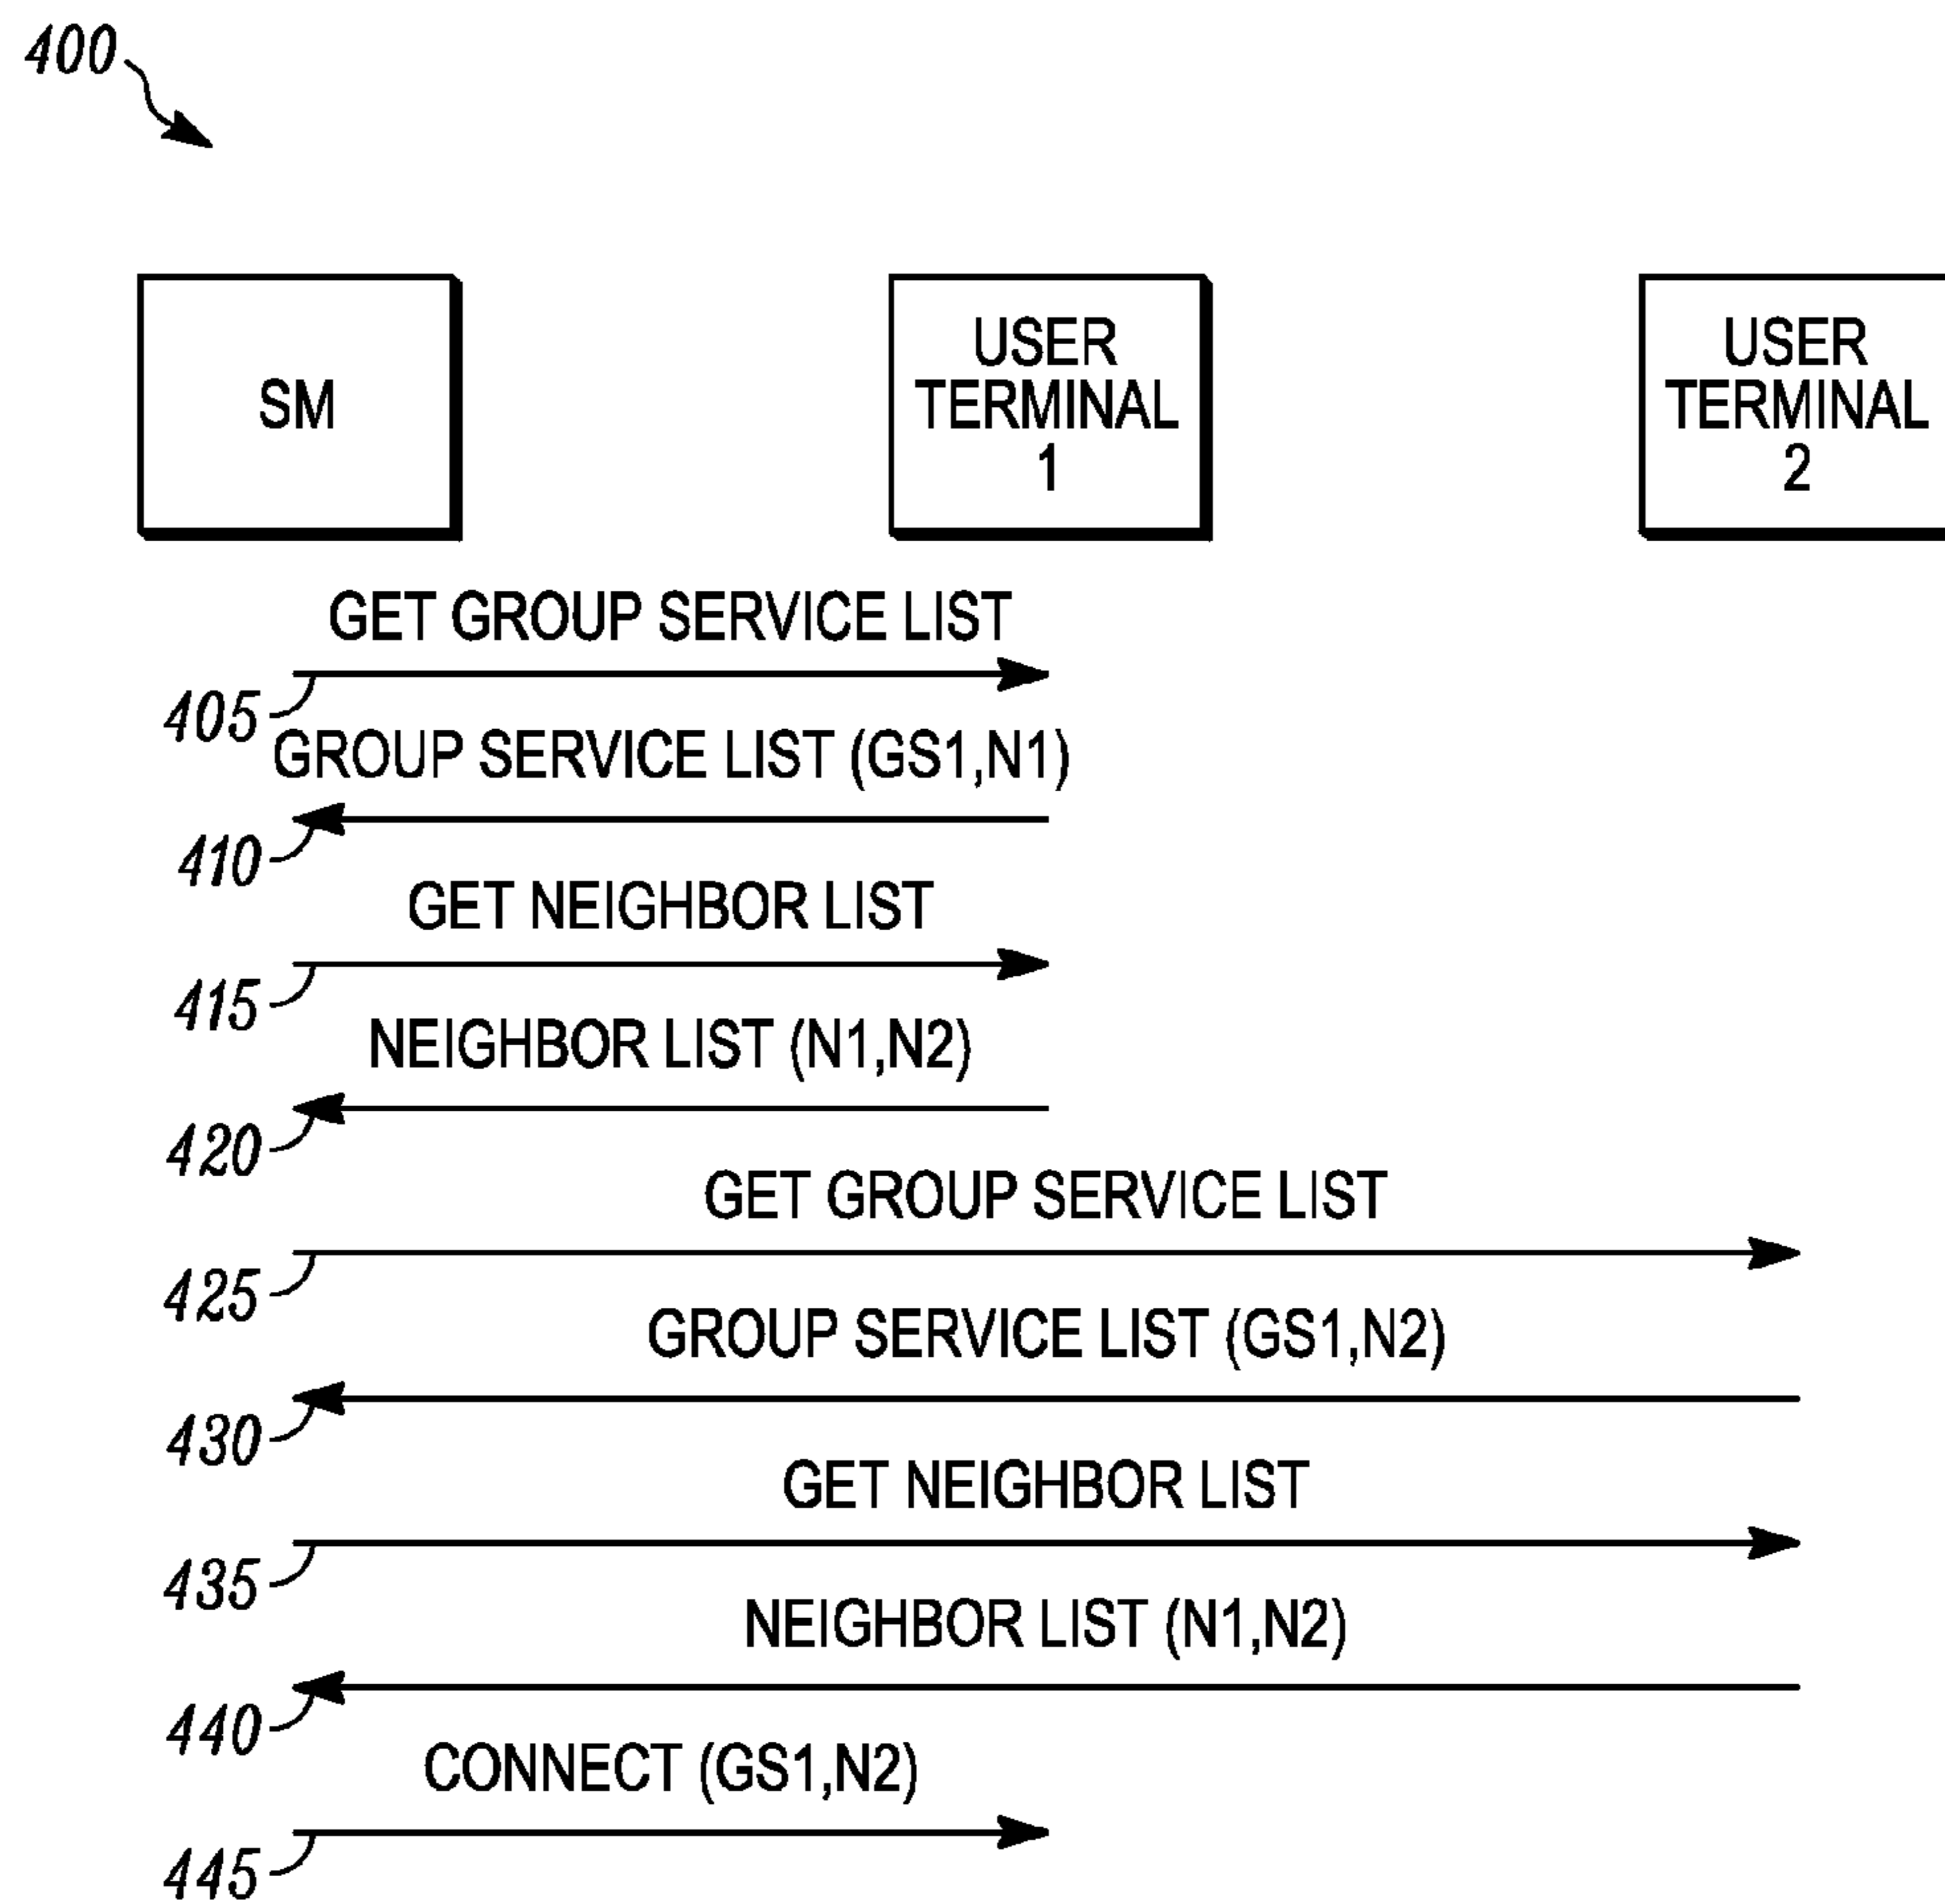 400
SM
USER
TERMINAL
1
USER
TERMINAL
2
GET GROUP SERVICE LIST
405
GROUP SERVICE LIST (GS1,N1)
410
GET NEIGHBOR LIST
415
NEIGHBOR LIST (N1,N2)
420
GET GROUP SERVICE LIST
425
GROUP SERVICE LIST (GS1,N2)
430
GET NEIGHBOR LIST
435
NEIGHBOR LIST (N1,N2)
440
CONNECT (GS1,N2)
445